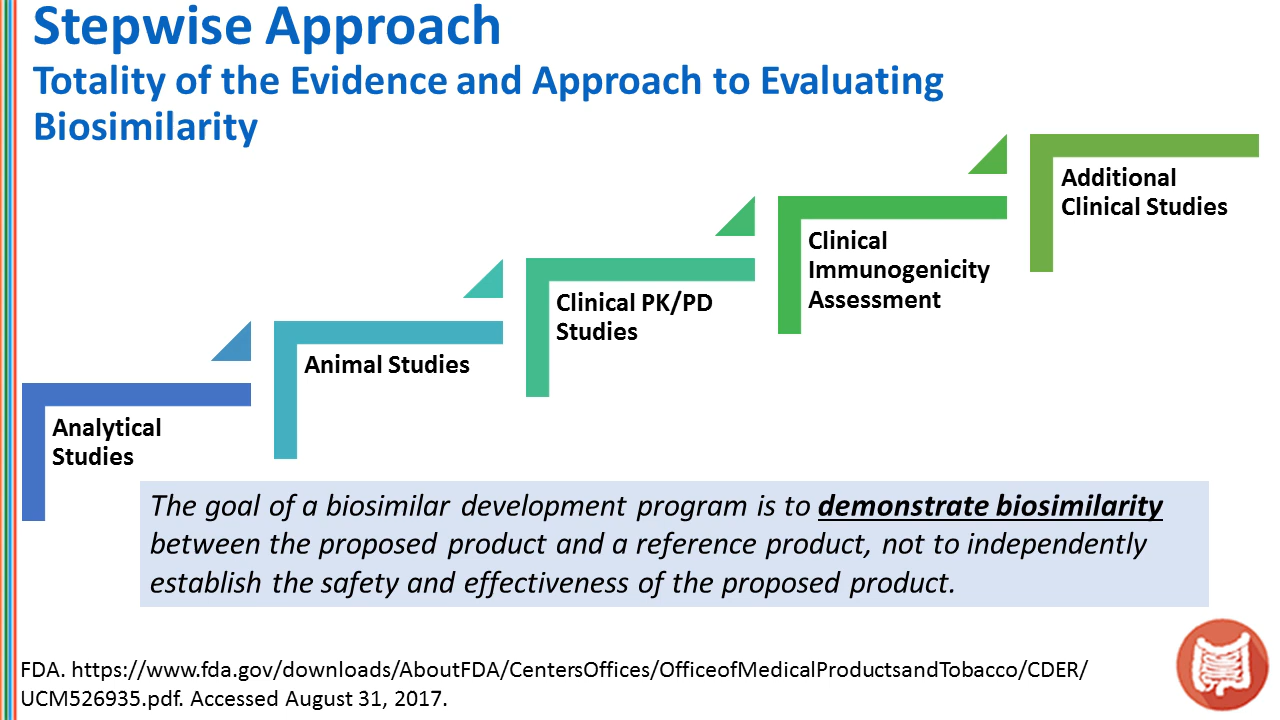 Stepwise Approach
Totality of the Evidence and Approach to Evaluating
Biosimilarity
Additional
Clinical Studies
Clinical
Immunogenicity
Assessment
Clinical PK/PD
Studies
Animal Studies
Analytical
Studies
The goal of a biosimilar development program is to demonstrate biosimilarity
between the proposed product and a reference product, not to independently
establish the safety and effectiveness of the proposed product.
FDA. https://www.fda.gov/downloads/AboutFDA/CentersOffices/OfficeofMedicalProductsandTobacco/CDER/
UCM526935.pdf. Accessed August 31, 2017.